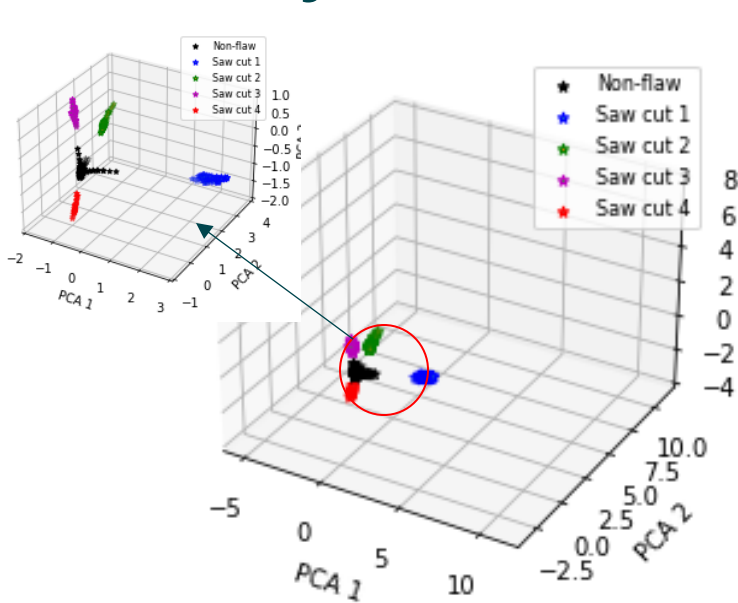 Non-flaw
Saw cut 1
Saw cut 2
Saw cut 3
Saw cut 4
1.0
0.5
0.0
−0.5
−1.0
−1.5
−2.0
4
3
2
1
0
−1
PCA 2
−2
−1
0
1
2
3
PCA 1
Non-flaw
Saw cut 1
Saw cut 2
Saw cut 3
Saw cut 4
8
6
4
2
0
−2
−4
10.0
7.5
5.0
2.5
0.0
−2.5
PCA 2
−5
0
5
10
PCA 1